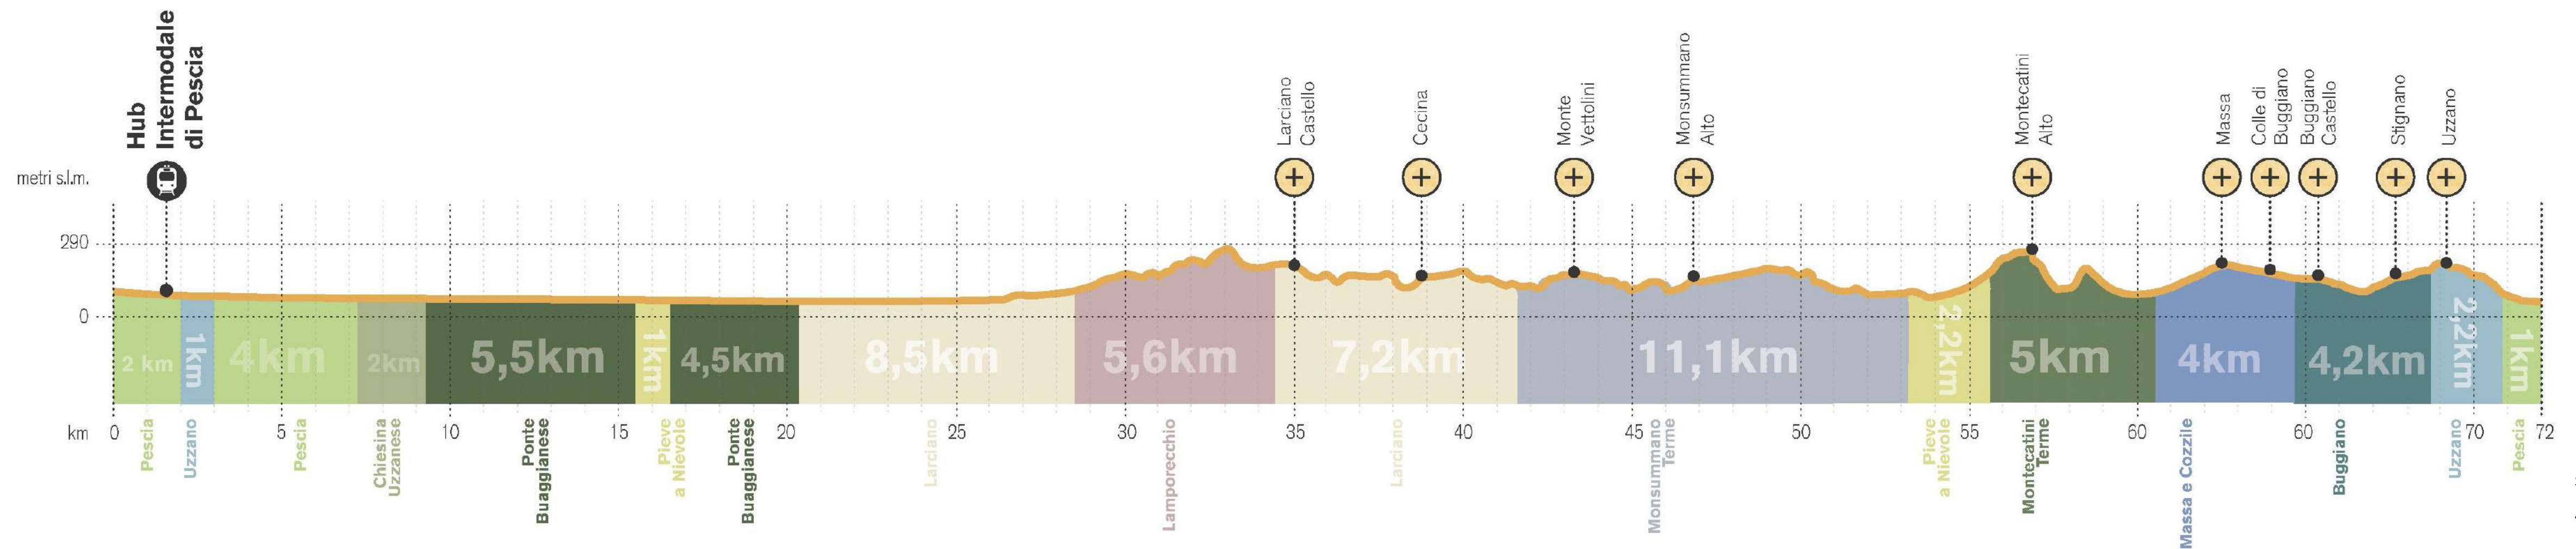 Hub
Intermodale
di Pescia
Larciano
Castello
Cecina
Monte
Vettolini
Monsummano
Alto
Montecatini
Alto
Massa
Colle di
Buggiano
Buggiano
Castello
Stignano
Uzzano
metri s.l.m.
290
0
2 km
1km
4km
2km
5,5km
1km
4,5km
8,5km
5,6km
7,2km
11,1km
2,2km
5km
4km
4,2km
2,2km
1km
km 0 5 10 15 20 25 30 35 40 45 50 55 60 60 70 72
Pescia
Uzzano
Pescia
Chiesina
Uzzanese
Ponte
Buaggianese
Pieve
a Nievole
Ponte
Buaggianese
Larciano
Lamporecchio
Larciano
Monsummano
Terme
Pieve
a Nievole
Montecatini
Terme
Massa e Cozzile
Buggiano
Uzzano
Pescia